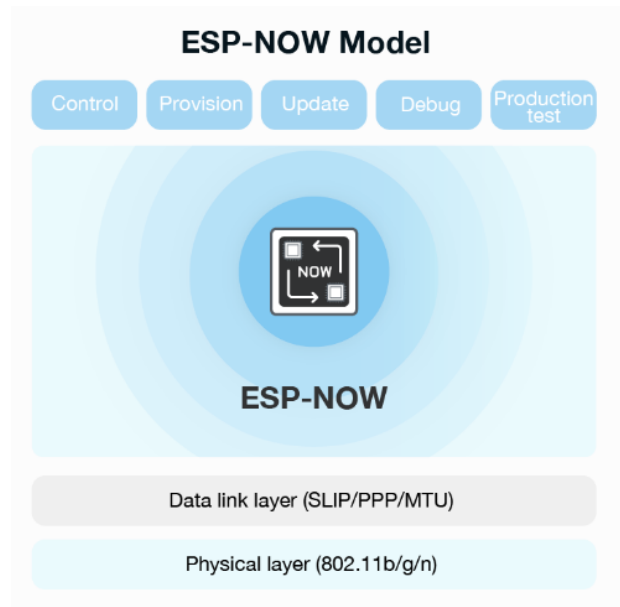 ESP-NOW Model
Control
Provision
Update
Debug
Production
test
NOW
ESP-NOW
Data link layer (SLIP/PPP/MTU)
Physical layer (802.11b/g/n)